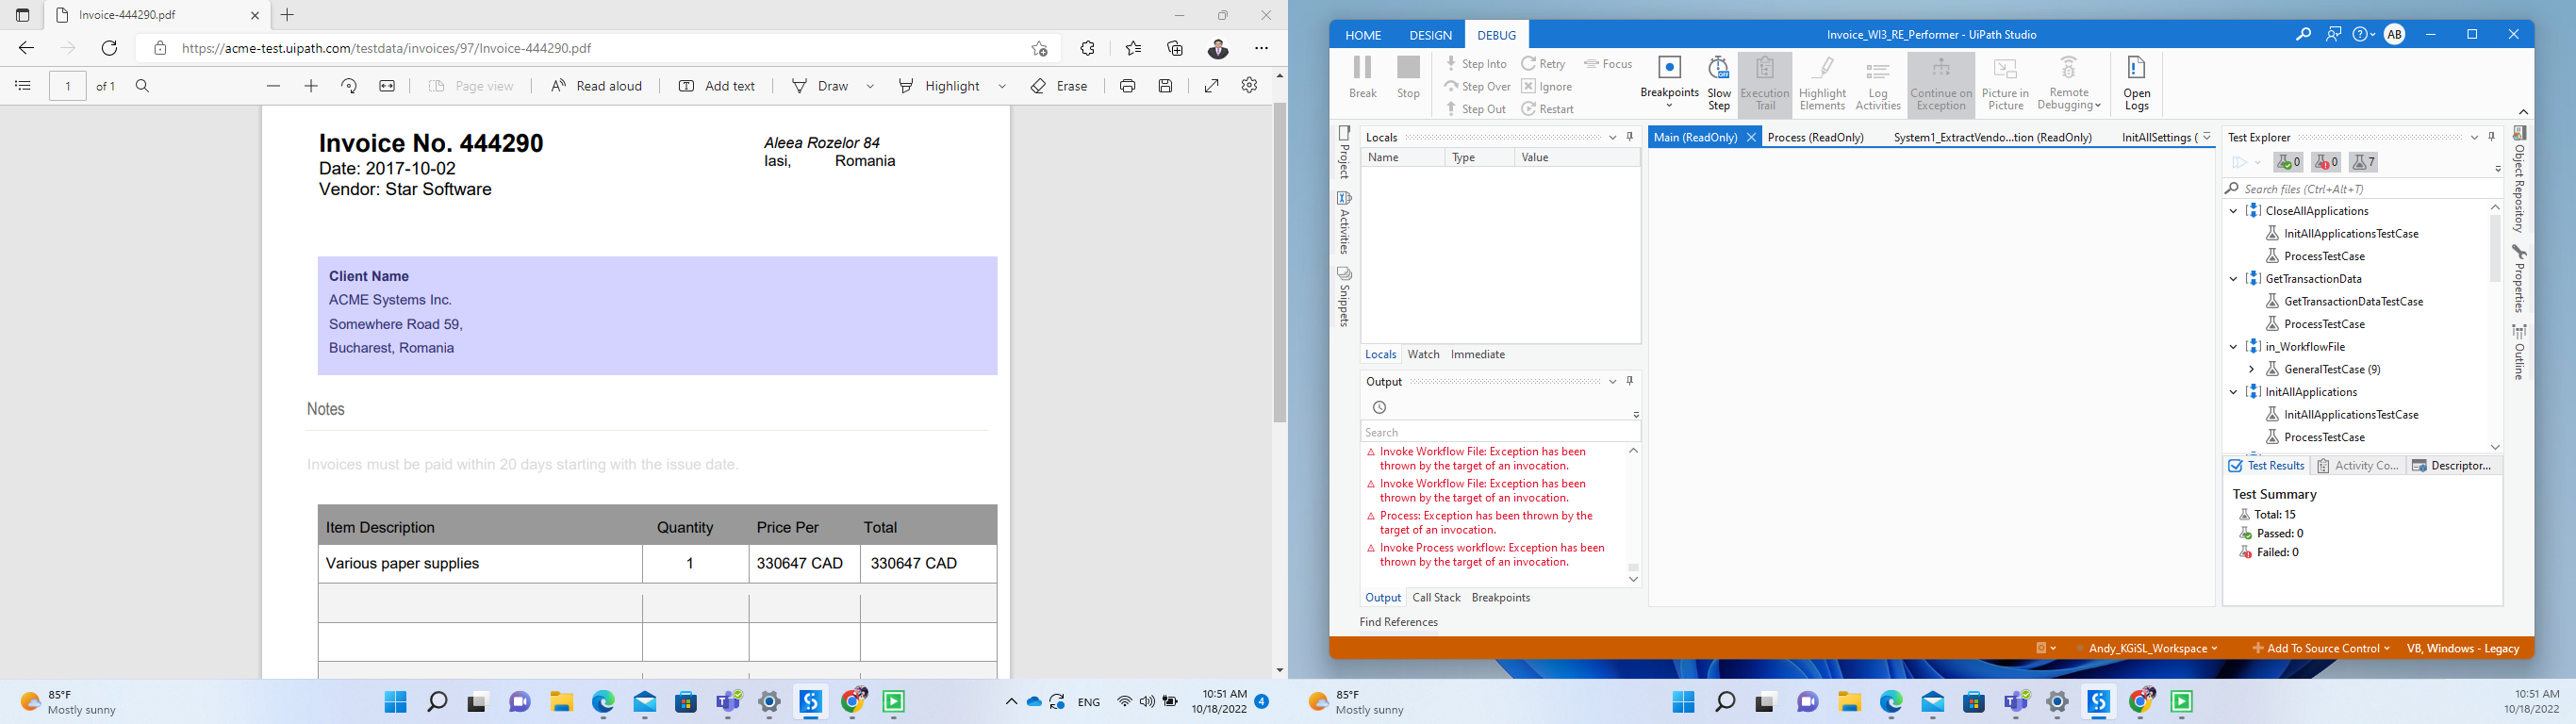 Invoice-444290.pdf
https://acme-test.uipath.com/testdata/invoices/97/Invoice-444290.pdf
1 of 1
Page view
Read aloud
Add text
Draw
Highlight
Erase
Invoice No. 444290
Date: 2017-10-02
Vendor: Star Software
Aleea Rozelor 84
Iasi, Romania
Client Name
ACME Systems Inc.
Somewhere Road 59,
Bucharest, Romania
Notes
Invoices must be paid within 20 days starting with the issue date.
Item Description Quantity Price Per Total
Various paper supplies 1 330647 CAD 330647 CAD
85°F
Mostly sunny
ENG
10:51 AM
10/18/2022
4
HOME DESIGN DEBUG
Invoice_WI3_RE_Performer - UiPath Studio
AB
Break
Stop
Step Into
Step Over
Step Out
Retry
Ignore
Restart
Focus
Breakpoints
Slow Step
Execution Trail
Highlight Elements
Log Activities
Continue on Exception
Picture in Picture
Remote Debugging
Open Logs
Project
Activities
Snippets
Locals
Name Type Value
Locals Watch Immediate
Output
Search
Invoke Workflow File: Exception has been
thrown by the target of an invocation.
Invoke Workflow File: Exception has been
thrown by the target of an invocation.
Process: Exception has been thrown by the
target of an invocation.
Invoke Process workflow: Exception has been
thrown by the target of an invocation.
Output Call Stack Breakpoints
Find References
Main (ReadOnly) Process (ReadOnly) System1_ExtractVendo...tion (ReadOnly) InitAllSettings (
Test Explorer
0 0 7
Search files (Ctrl+Alt+T)
CloseAllApplications
InitAllApplicationsTestCase
ProcessTestCase
GetTransactionData
GetTransactionDataTestCase
ProcessTestCase
in_WorkflowFile
GeneralTestCase (9)
InitAllApplications
InitAllApplicationsTestCase
ProcessTestCase
Test Results Activity Co... Descriptor...
Test Summary
Total: 15
Passed: 0
Failed: 0
Object Repository
Properties
Outline
Andy_KGiSL_Workspace
Add To Source Control
VB, Windows - Legacy
85°F
Mostly sunny
10:51 AM
10/18/2022